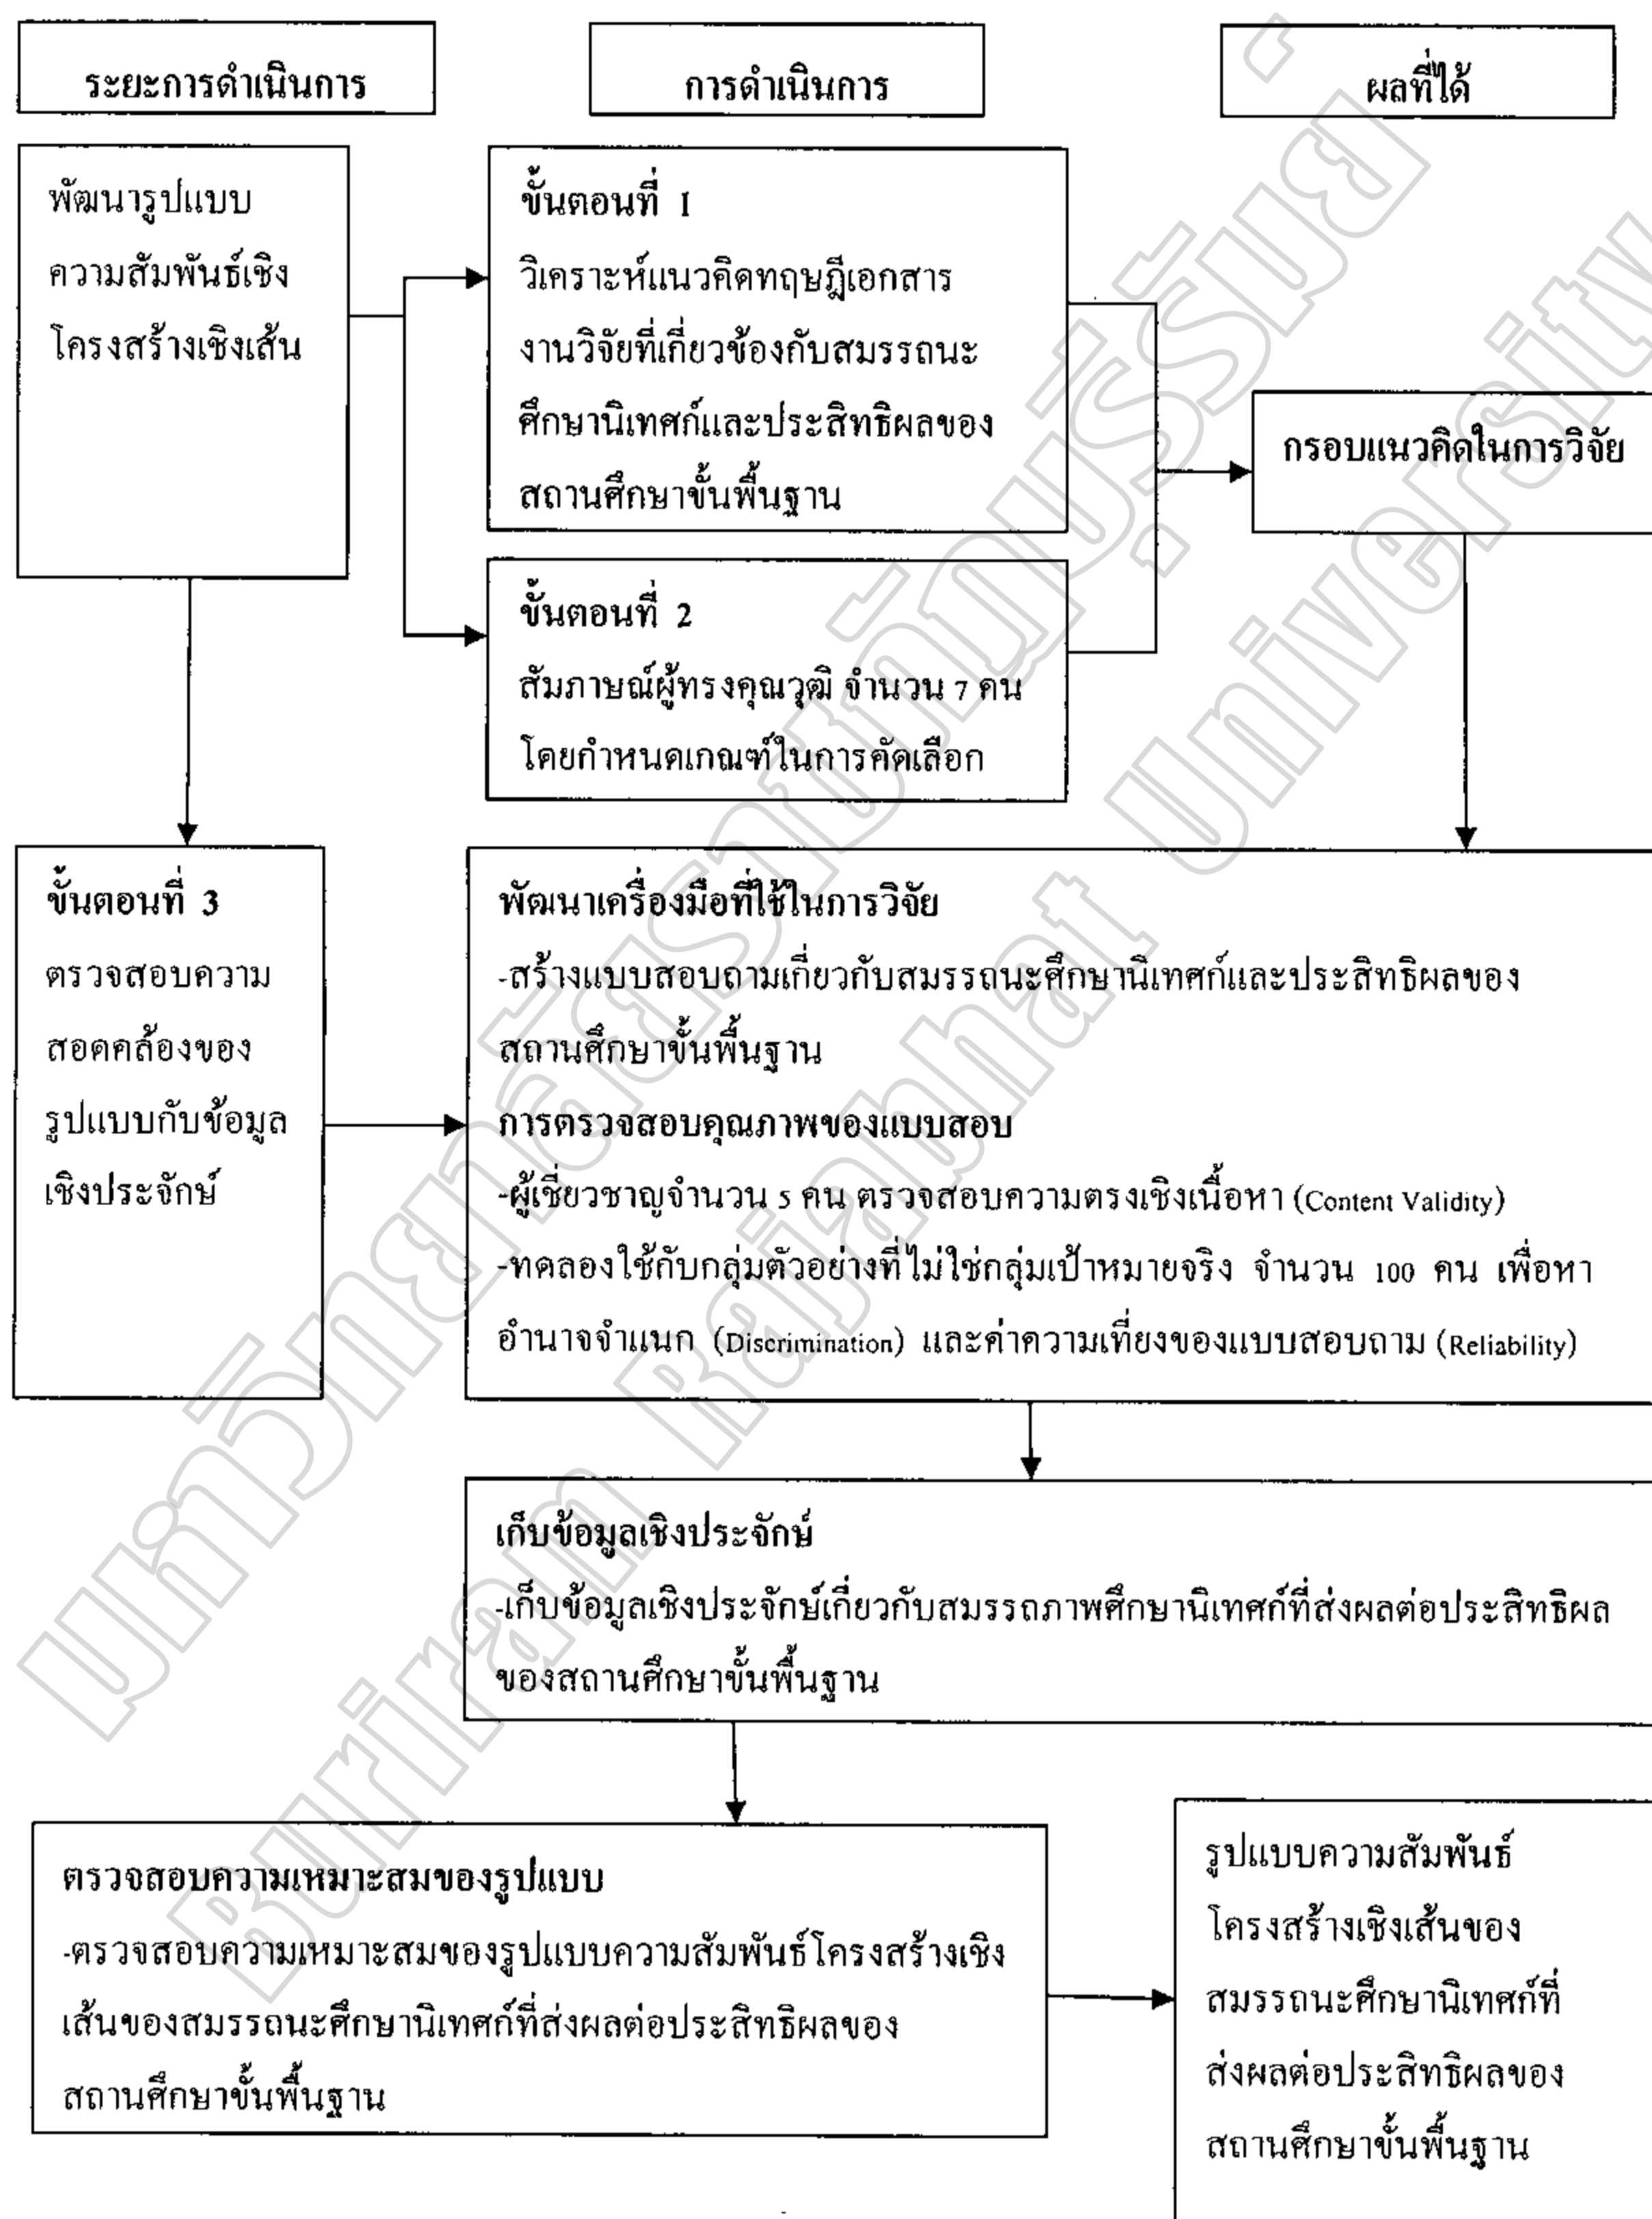 ระยะการดำเนินการ
การดำเนินการ
ผลที่ได้
พัฒนารูปแบบ
ความสัมพันธ์เชิง
โครงสร้างเชิงเส้น
ขั้นตอนที่ 1
วิเคราะห์แนวคิดทฤษฎีเอกสาร
งานวิจัยที่เกี่ยวข้องกับสมรรถนะ
ศึกษานิเทศก์และประสิทธิผลของ
สถานศึกษาขั้นพื้นฐาน
กรอบแนวคิดในการวิจัย
ขั้นตอนที่ 2
สัมภาษณ์ผู้ทรงคุณวุฒิ จำนวน 7 คน
โดยกำหนดเกณฑ์ในการคัดเลือก
ขั้นตอนที่ 3
ตรวจสอบความ
สอดคล้องของ
รูปแบบกับข้อมูล
เชิงประจักษ์
พัฒนาเครื่องมือที่ใช้ในการวิจัย
-สร้างแบบสอบถามเกี่ยวกับสมรรถนะศึกษานิเทศก์และประสิทธิผลของ
สถานศึกษาขั้นพื้นฐาน
การตรวจสอบคุณภาพของแบบสอบ
-ผู้เชี่ยวชาญจำนวน 5 คน ตรวจสอบความตรงเชิงเนื้อหา (Content Validity)
-ทดลองใช้กับกลุ่มตัวอย่างที่ไม่ใช่กลุ่มเป้าหมายจริง จำนวน 100 คน เพื่อหา
อำนาจจำแนก (Discrimination) และค่าความเที่ยงของแบบสอบถาม (Reliability)
เก็บข้อมูลเชิงประจักษ์
-เก็บข้อมูลเชิงประจักษ์เกี่ยวกับสมรรถภาพศึกษานิเทศก์ที่ส่งผลต่อประสิทธิผล
ของสถานศึกษาขั้นพื้นฐาน
ตรวจสอบความเหมาะสมของรูปแบบ
-ตรวจสอบความเหมาะสมของรูปแบบความสัมพันธ์โครงสร้างเชิง
เส้นของสมรรถนะศึกษานิเทศก์ที่ส่งผลต่อประสิทธิผลของ
สถานศึกษาขั้นพื้นฐาน
รูปแบบความสัมพันธ์
โครงสร้างเชิงเส้นของ
สมรรถนะศึกษานิเทศก์ที่
ส่งผลต่อประสิทธิผลของ
สถานศึกษาขั้นพื้นฐาน
มหาวิทยาลัยราชภัฏบุรีรัมย์
Buriram Rajabhat University